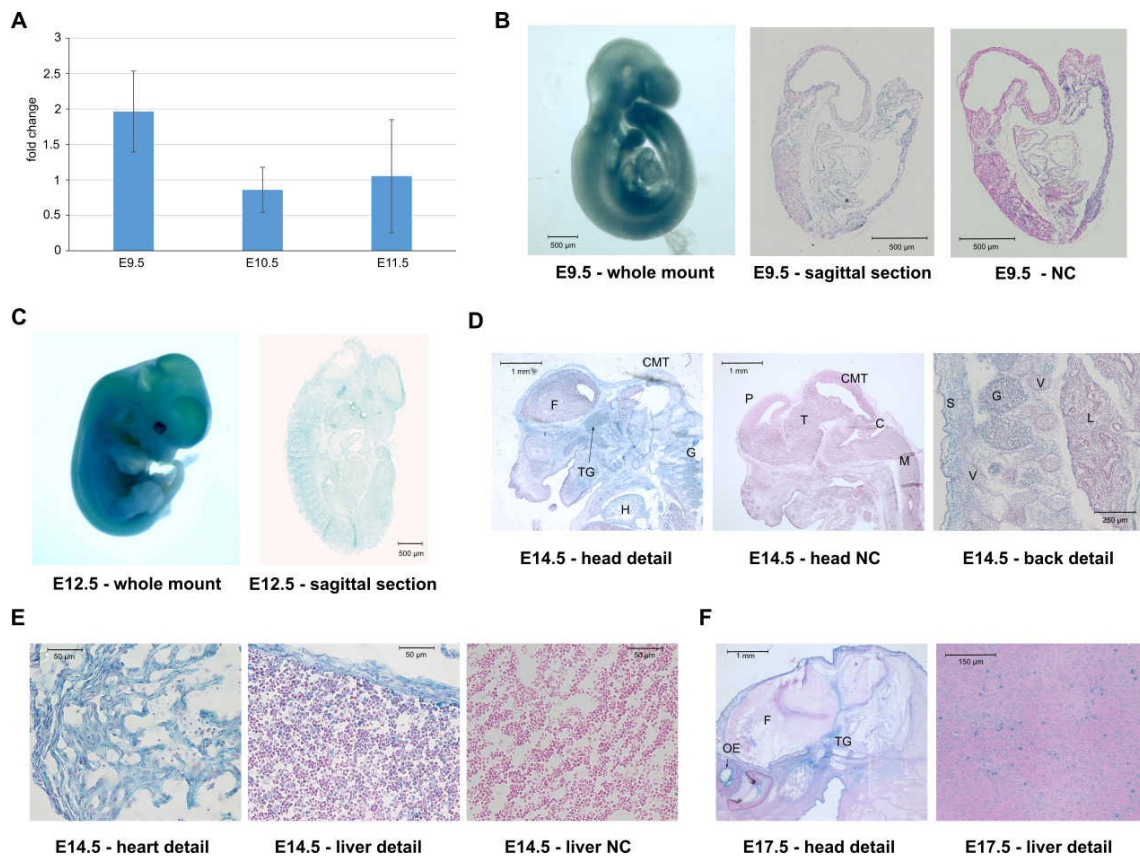 A
3
2.5
2
1.5
1
0.5
0
fold change
E9.5 E10.5 E11.5
B
500 µm 500 µm 500 µm
E9.5 - whole mount E9.5 - sagittal section E9.5 - NC
C
500 µm
E12.5 - whole mount E12.5 - sagittal section
D
1 mm CMT
F
TG
G
H
1 mm
CMT
P
T
C
M
V
S
G
L
V
250 µm
E14.5 - head detail E14.5 - head NC E14.5 - back detail
E
50 µm 50 µm 50 µm
E14.5 - heart detail E14.5 - liver detail E14.5 - liver NC
F
1 mm
F
OE
TG
150 µm
E17.5 - head detail E17.5 - liver detail